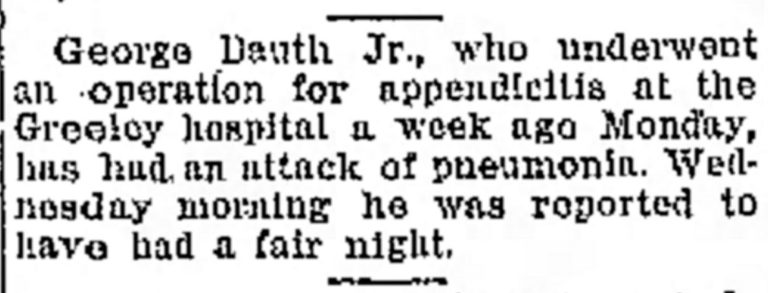 George Dauth Jr., who underwent
an operation for appendicitis at the
Greeley hospital a week ago Monday,
has had an attack of pneumonia. Wed-
nesday morning he was reported to
have had a fair night.